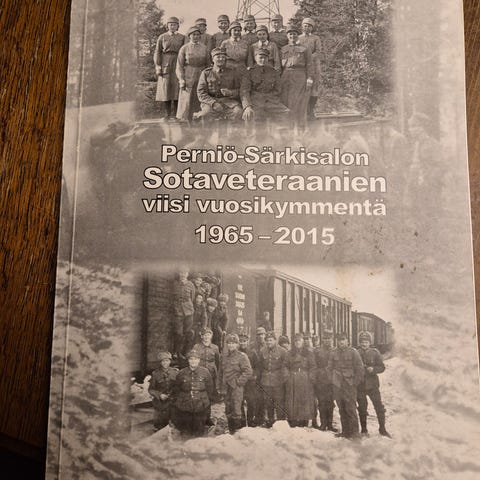 Perniö-Särkisalon
Sotaveteraanien
viisi vuosikymmentä
1965 – 2015